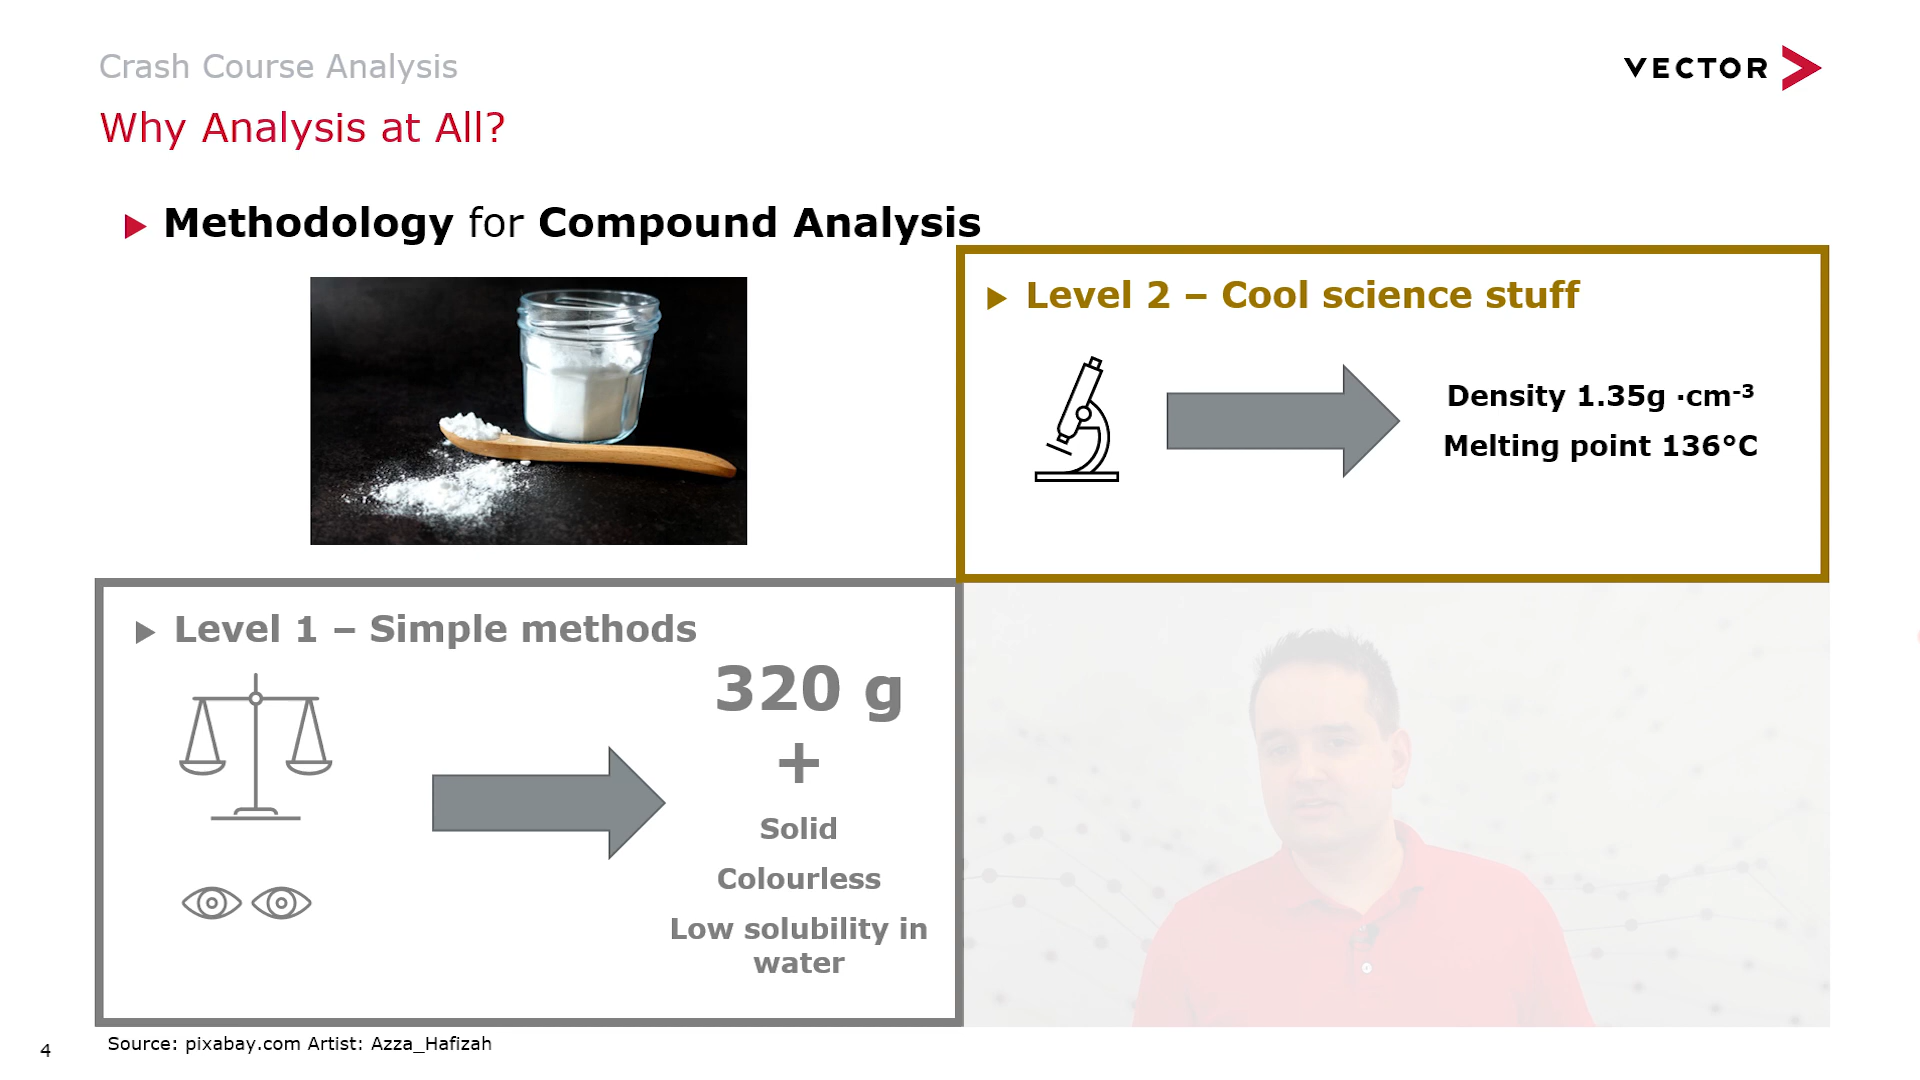 Crash Course Analysis
VECTOR
Why Analysis at All?
Methodology for Compound Analysis
Level 2 – Cool science stuff
Density 1.35g ·cm⁻³
Melting point 136°C
Level 1 – Simple methods
320 g
+
Solid
Colourless
Low solubility in
water
4
Source: pixabay.com Artist: Azza_Hafizah